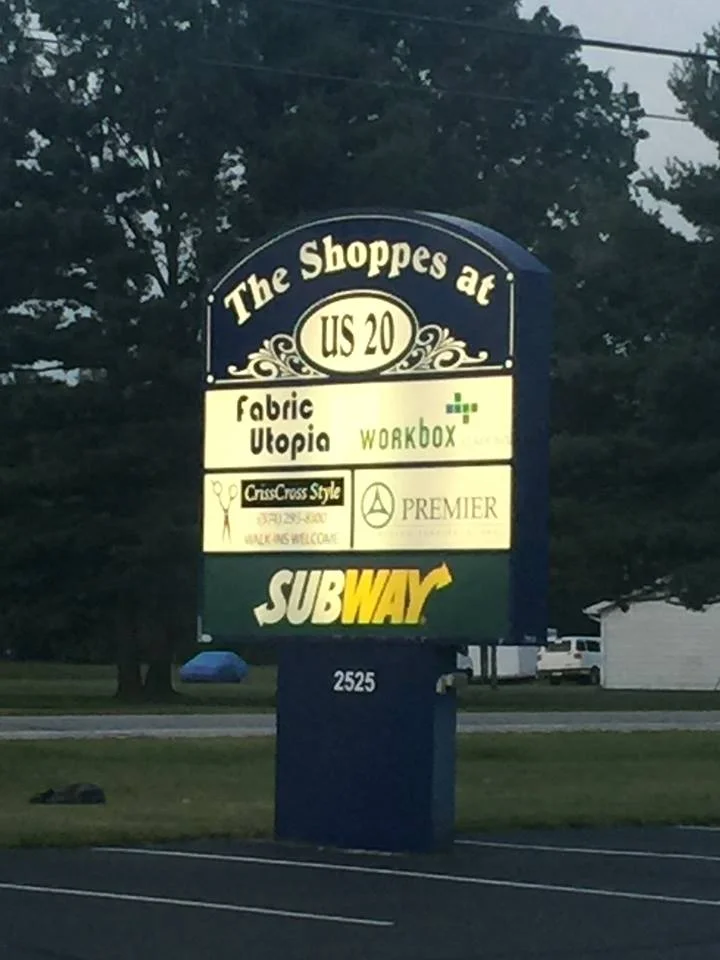 The Shoppes at
US 20
Fabric
Utopia
WORKbox
CrissCross Style
WALK-INS WELCOME
PREMIER
SUBWAY
2525